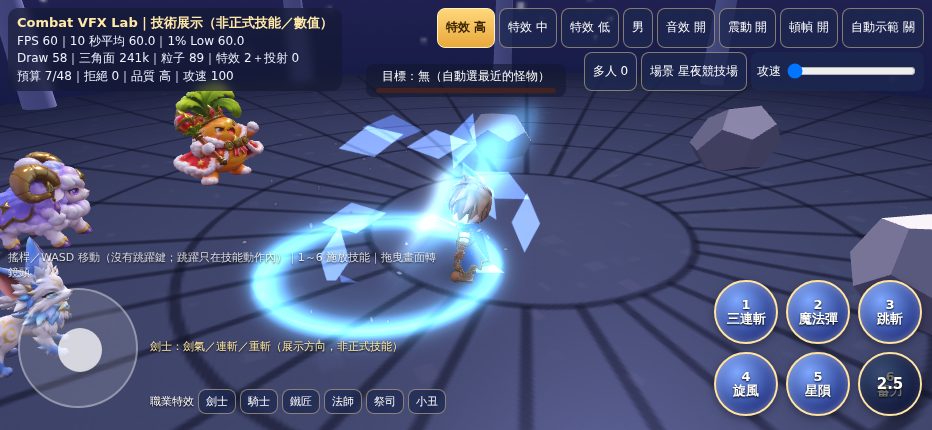 Combat VFX Lab｜技術展示（非正式技能／數值）
FPS 60｜10 秒平均 60.0｜1% Low 60.0
Draw 58｜三角面 241k｜粒子 89｜特效 2＋投射 0
預算 7/48｜拒絕 0｜品質 高｜攻速 100
特效 高
特效 中
特效 低
男
音效 開
震動 開
頓幀 開
自動示範 關
目標：無（自動選最近的怪物）
多人 0
場景 星夜競技場
攻速
搖桿／WASD 移動（沒有跳躍鍵；跳躍只在技能動作內）｜1～6 施放技能｜拖曳畫面轉
鏡頭
1
三連斬
2
魔法彈
3
跳斬
4
旋風
5
星隕
2.5
劍士：劍氣／連斬／重斬（展示方向，非正式技能）
職業特效
劍士
騎士
鐵匠
法師
祭司
小丑